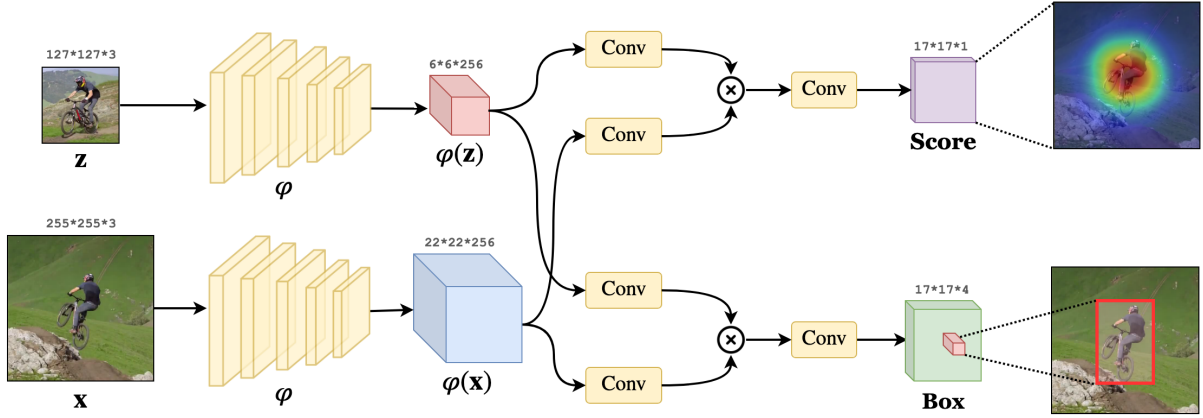 127*127*3
z
φ
6*6*256
φ(z)
Conv
Conv
Conv
17*17*1
Score
255*255*3
x
φ
22*22*256
φ(x)
Conv
Conv
Conv
17*17*4
Box